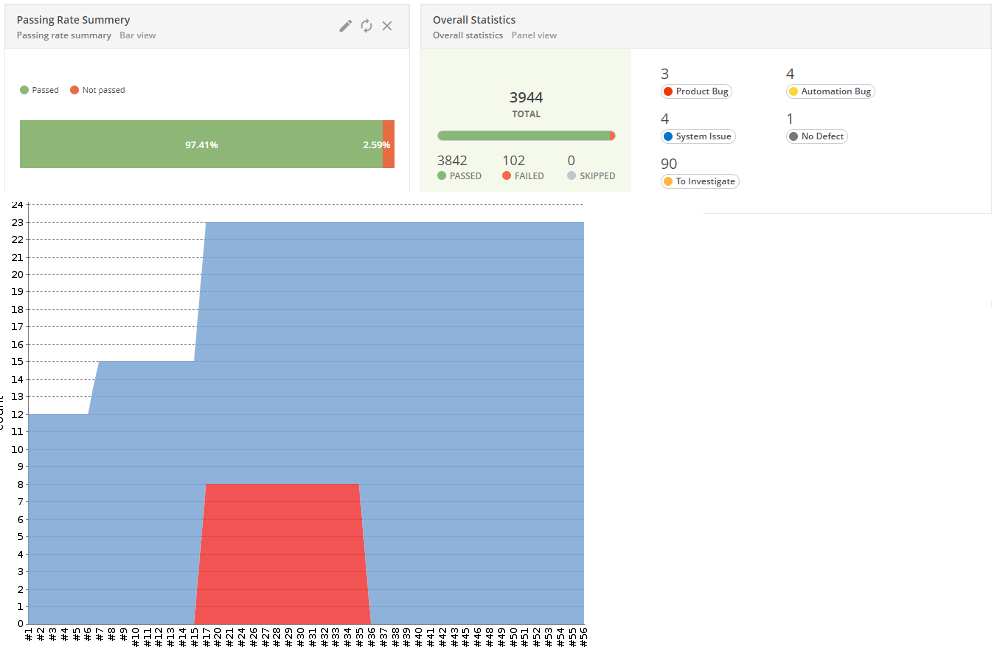 Passing Rate Summery
Passing rate summary Bar view
Passed Not passed
97.41% 2.59%
Overall Statistics
Overall statistics Panel view
3944
TOTAL
3842 102 0
PASSED FAILED SKIPPED
3 4
Product Bug Automation Bug
4 1
System Issue No Defect
90
To Investigate
24
23
22
21
20
19
18
17
16
15
14
13
12
11
10
9
8
7
6
5
4
3
2
1
0
#1 #2 #3 #4 #5 #6 #7 #8 #9 #10 #11 #12 #13 #14 #15 #17 #20 #21 #24 #26 #27 #28 #29 #30 #31 #32 #33 #34 #35 #36 #37 #38 #39 #40 #41 #42 #43 #44 #45 #46 #47 #48 #49 #50 #51 #52 #53 #54 #55 #56